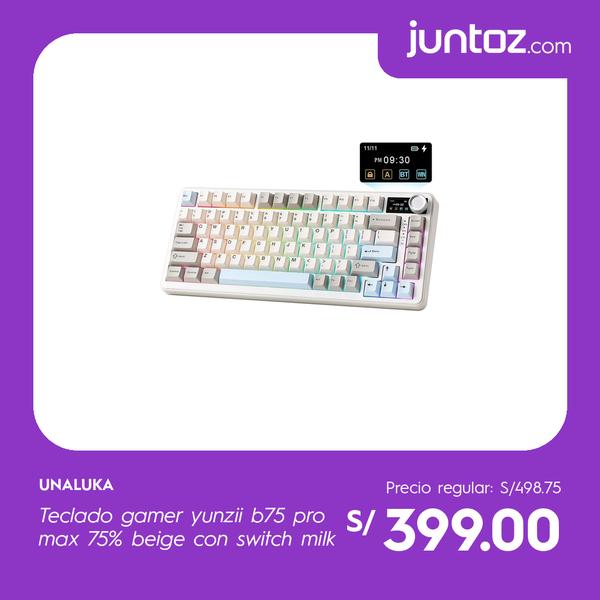 juntoz.com
11/11
PM 09:30
A BT WN
UNALUKA
Precio regular: S/498.75
Teclado gamer yunzii b75 pro
max 75% beige con switch milk
S/ 399.00